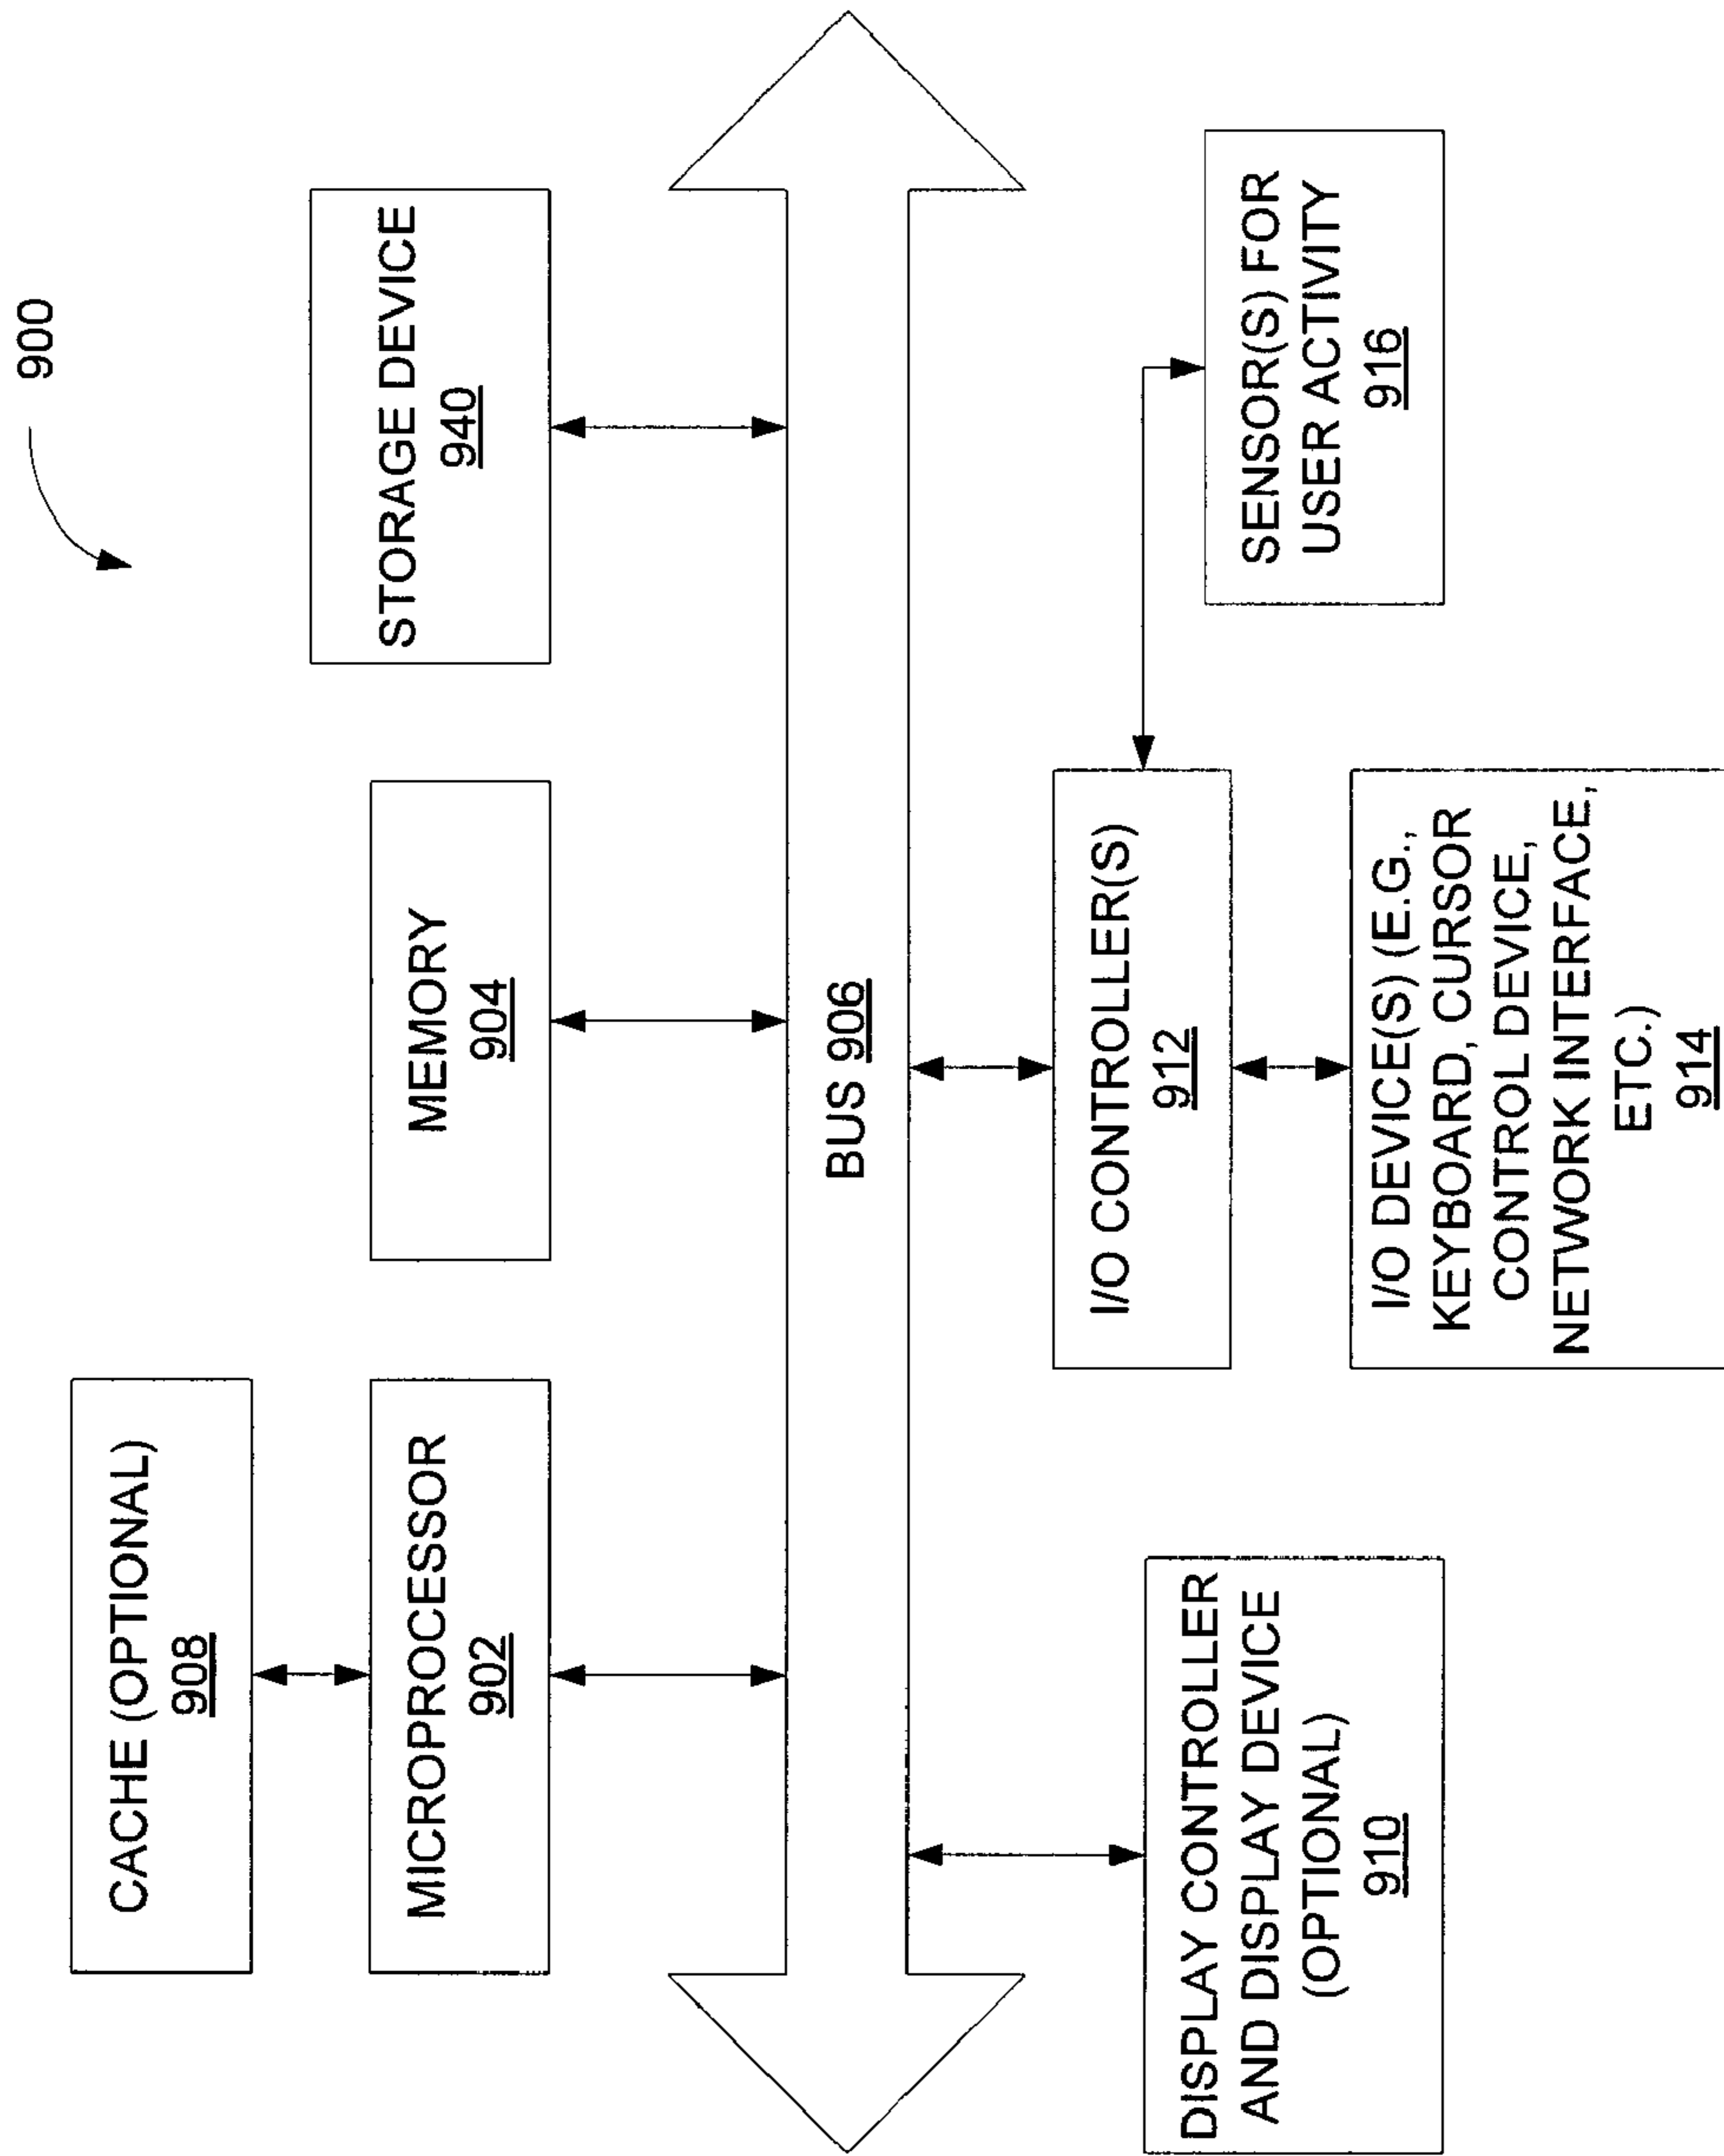 900
CACHE (OPTIONAL)
908
MICROPROCESSOR
902
MEMORY
904
STORAGE DEVICE
940
BUS 906
DISPLAY CONTROLLER
AND DISPLAY DEVICE
(OPTIONAL)
910
I/O CONTROLLER(S)
912
SENSOR(S) FOR
USER ACTIVITY
916
I/O DEVICE(S) (E.G.,
KEYBOARD, CURSOR
CONTROL DEVICE,
NETWORK INTERFACE,
ETC.)
914